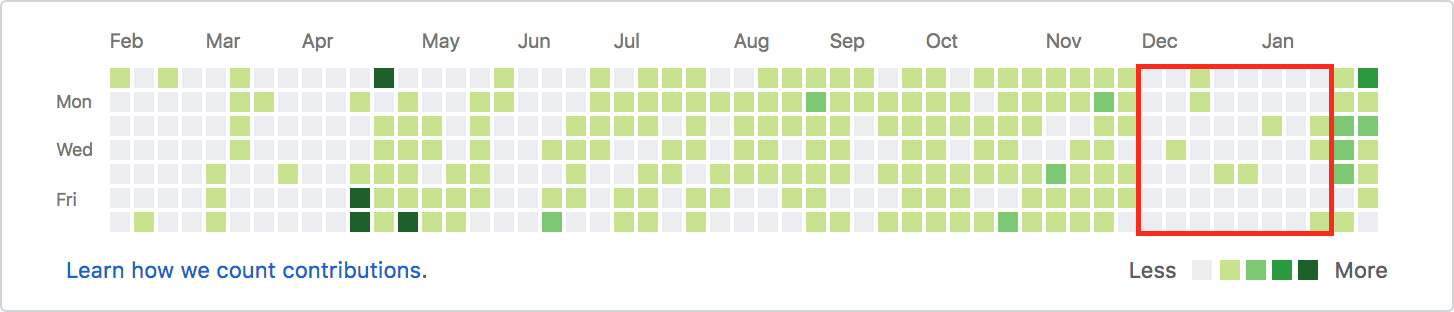 Feb Mar Apr May Jun Jul Aug Sep Oct Nov Dec Jan
Mon
Wed
Fri
Learn how we count contributions.
Less More